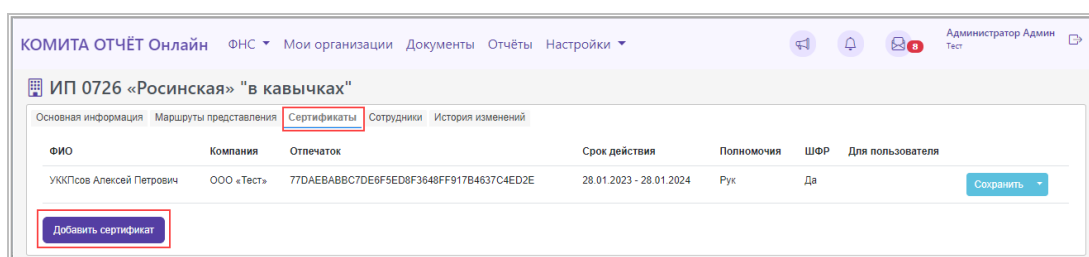 КОМИТА ОТЧЁТ Онлайн ФНС Мои организации Документы Отчёты Настройки 8 Администратор Админ
Тест
ИП 0726 «Росинская» "в кавычках"
Основная информация Маршруты представления Сертификаты Сотрудники История изменений
ФИО Компания Отпечаток Срок действия Полномочия ШФР Для пользователя
УККПсов Алексей Петрович ООО «Тест» 77DAEBABBC7DE6F5ED8F3648FF917B4637C4ED2E 28.01.2023 - 28.01.2024 Рук Да Сохранить
Добавить сертификат